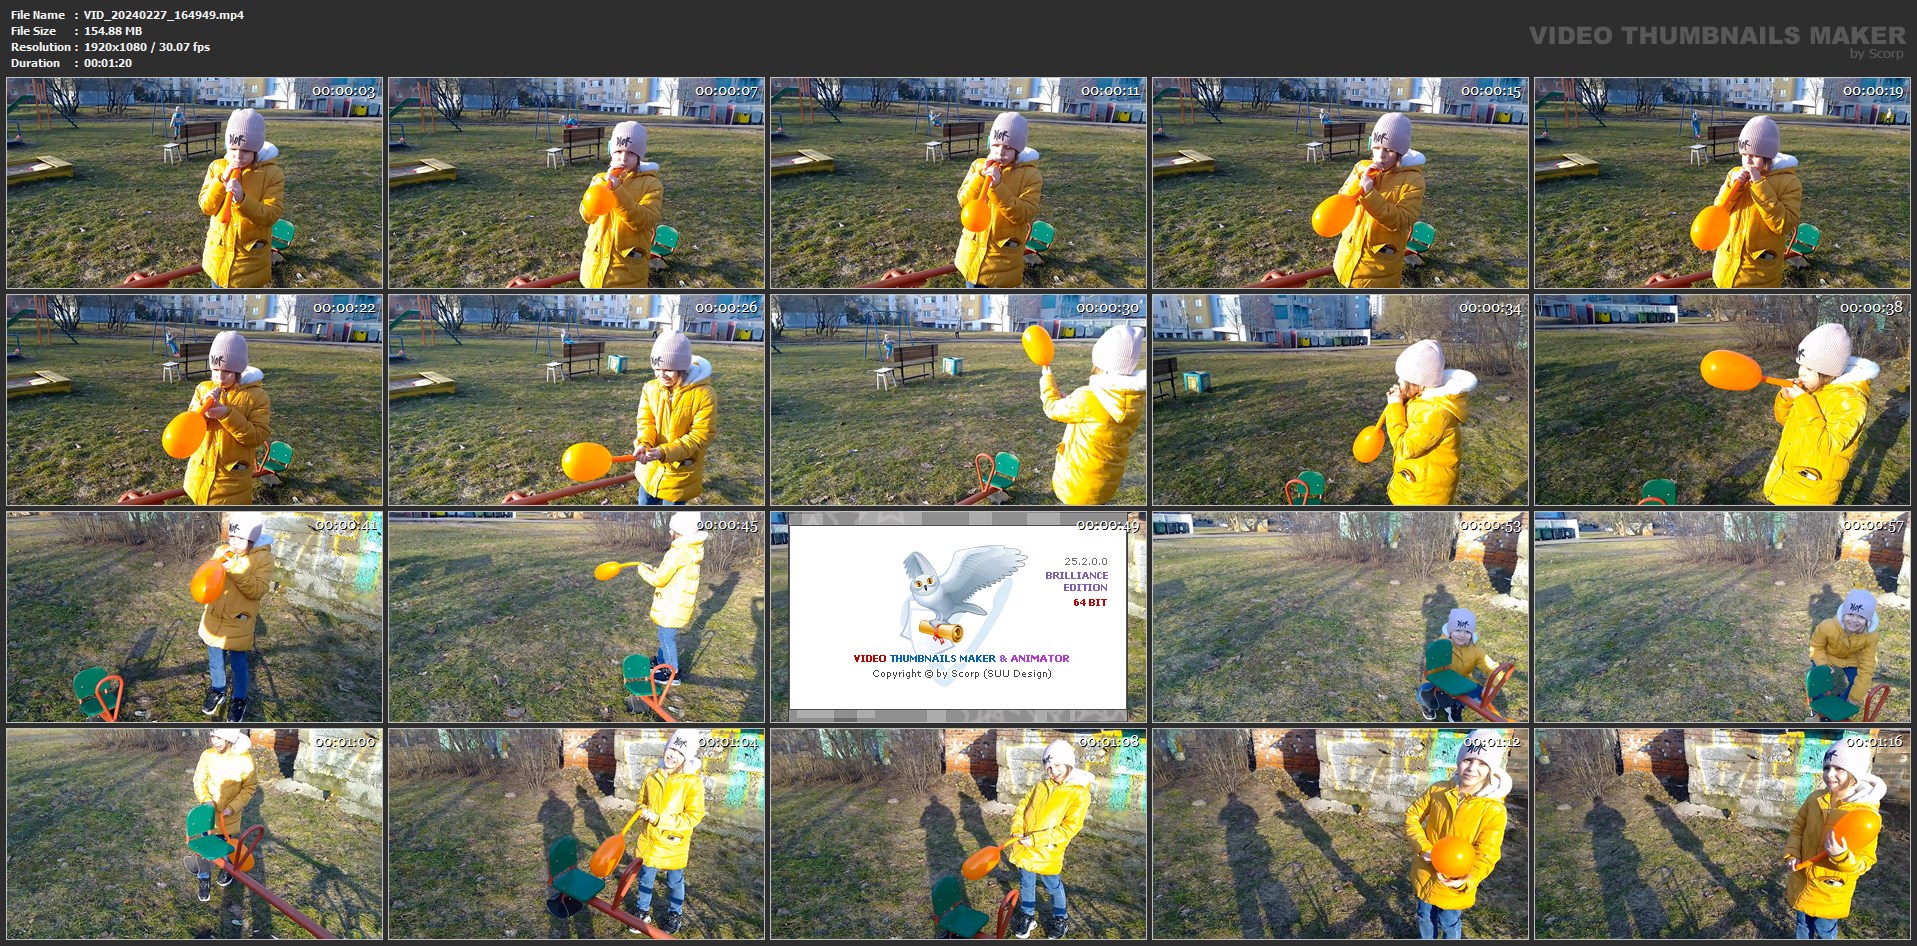 File Name : VID_20240227_164949.mp4
File Size : 154.88 MB
Resolution : 1920x1080 / 30.07 fps
Duration : 00:01:20
VIDEO THUMBNAILS MAKER
by Scorp
00:00:03
00:00:07
00:00:11
00:00:15
00:00:19
00:00:22
00:00:26
00:00:30
00:00:34
00:00:38
00:00:41
00:00:45
00:00:49
25.2.0.0
BRILLIANCE
EDITION
64 BIT
VIDEO THUMBNAILS MAKER & ANIMATOR
Copyright © by Scorp (SUU Design)
00:00:53
00:00:57
00:01:00
00:01:04
00:01:08
00:01:12
00:01:16